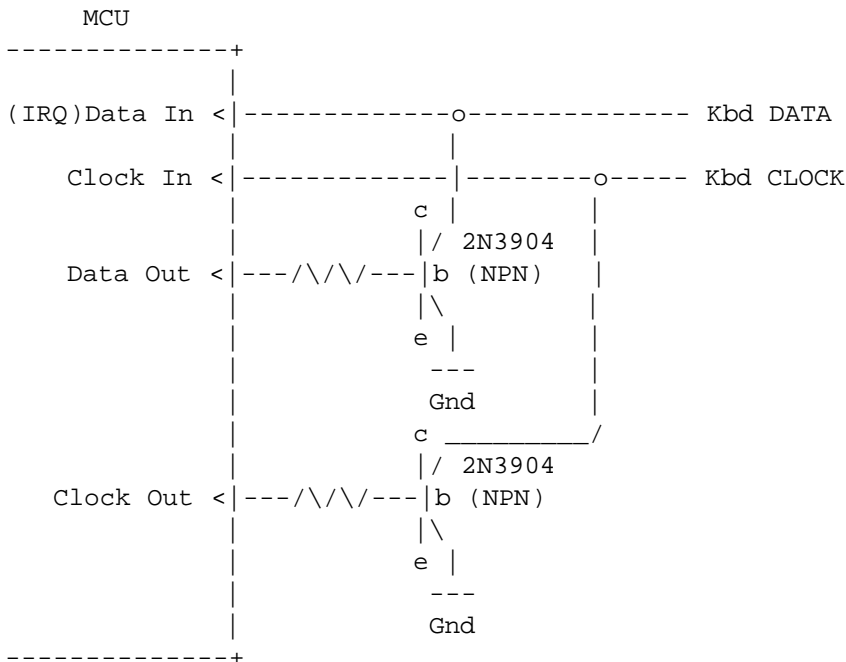 MCU
(IRQ)Data In < Kbd DATA
Clock In < Kbd CLOCK
c
2N3904
Data Out < b (NPN)
e
Gnd
c
2N3904
Clock Out < b (NPN)
e
Gnd